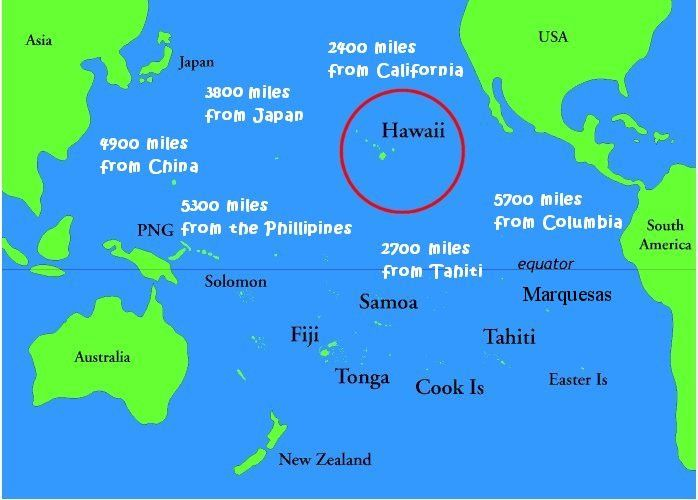 Asia
Japan
2400 miles
from California
USA
3800 miles
from Japan
Hawaii
4900 miles
from China
5300 miles
from the Phillipines
PNG
5700 miles
from Columbia
South
America
2700 miles
from Tahiti
equator
Solomon
Samoa
Marquesas
Fiji
Tahiti
Australia
Tonga
Cook Is
Easter Is
New Zealand